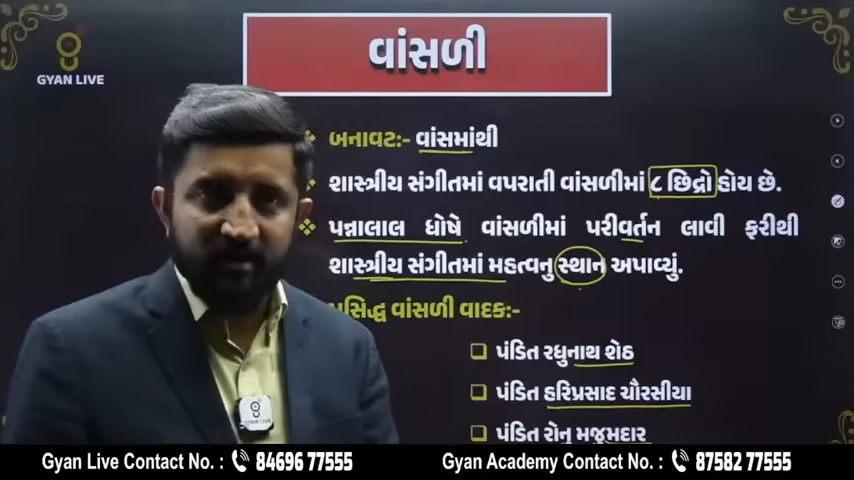 GYAN LIVE
વાંસળી
બનાવટ:- વાંસમાંથી
શાસ્ત્રીય સંગીતમાં વપરાતી વાંસળીમાં ૮ છિદ્રો હોય છે.
પન્નાલાલ ઘોષે વાંસળીમાં પરીવર્તન લાવી ફરીથી
શાસ્ત્રીય સંગીતમાં મહત્વનુ સ્થાન અપાવ્યું.
પ્રસિદ્ધ વાંસળી વાદક:-
પંડિત રઘુનાથ શેઠ
પંડિત હરિપ્રસાદ ચૌરસીયા
પંડિત રોનુ મજમુદાર
GYAN LIVE
Gyan Live Contact No. : 84696 77555
Gyan Academy Contact No. : 87582 77555